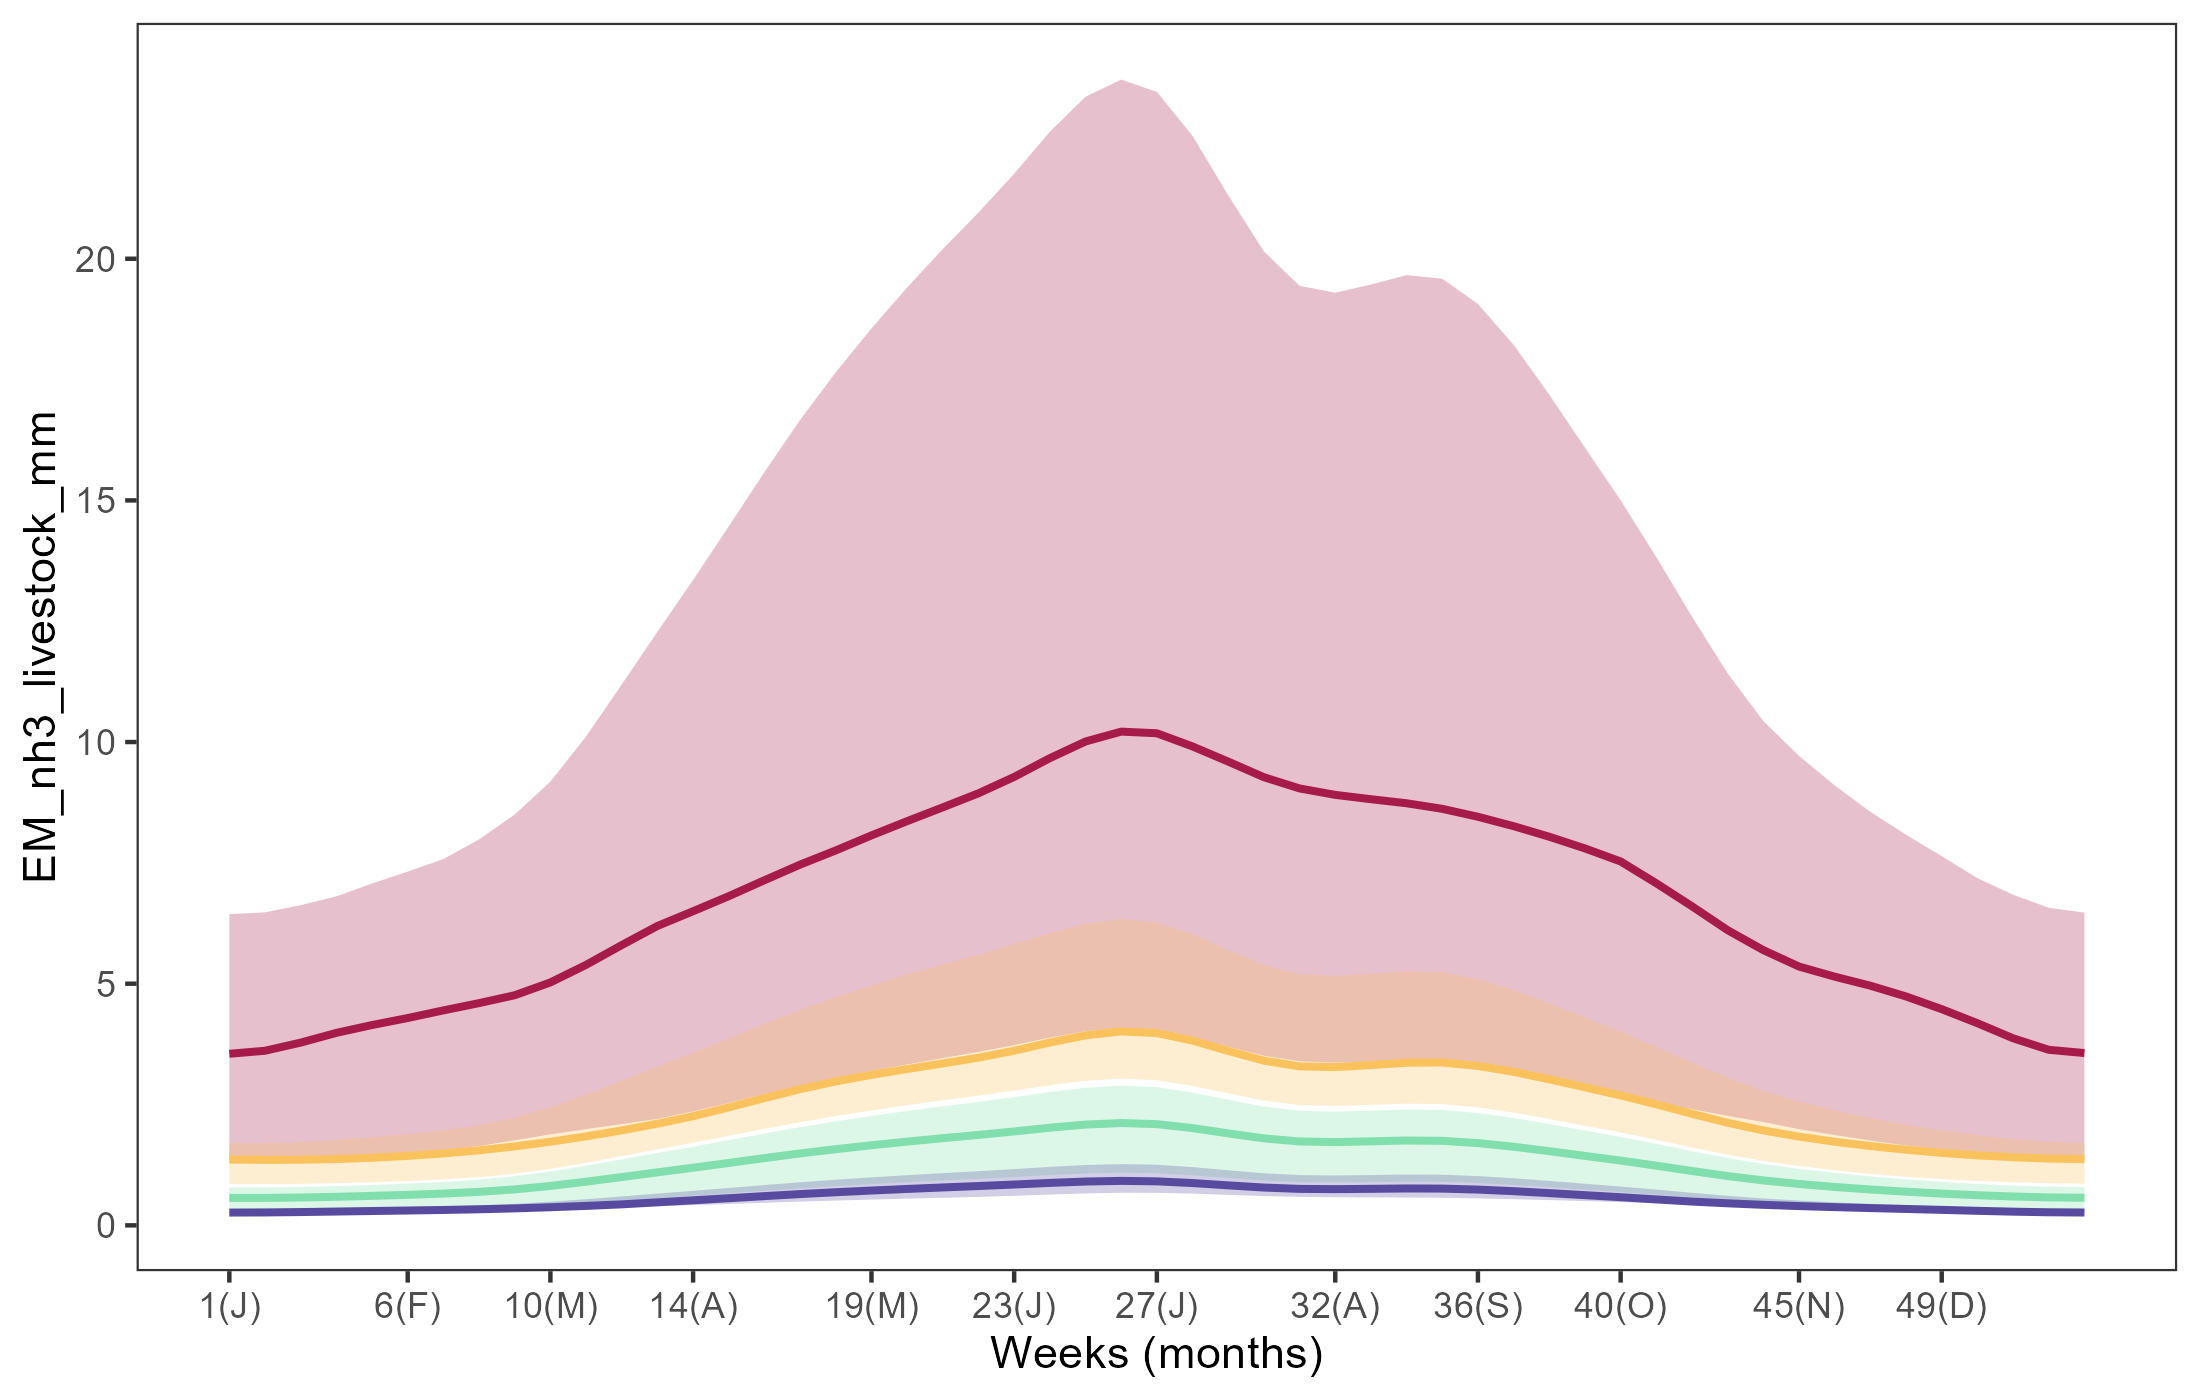 EM_nh3_livestock_mm
20
15
10
5
0
1(J) 6(F) 10(M) 14(A) 19(M) 23(J) 27(J) 32(A) 36(S) 40(O) 45(N) 49(D)
Weeks (months)